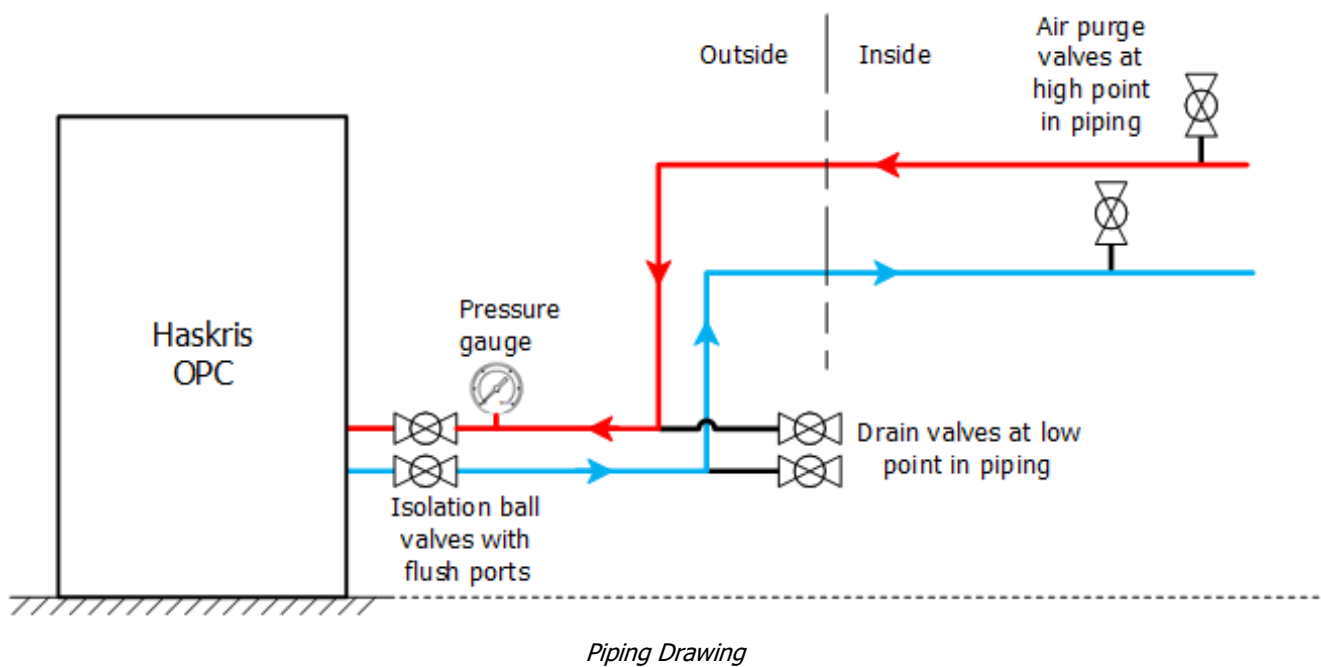 Outside
Inside
Air purge
valves at
high point
in piping
Haskris
OPC
Pressure
gauge
Drain valves at low
point in piping
Isolation ball
valves with
flush ports
Piping Drawing